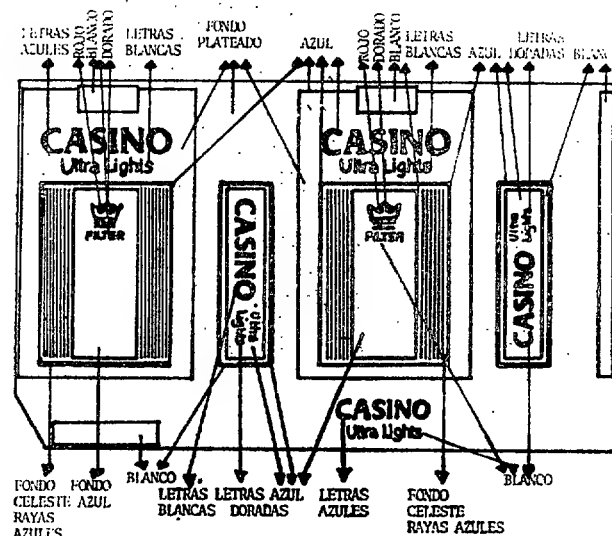 LETRAS AZULES
ROJO
BLANCO
DORADO
LETRAS BLANCAS
FONDO PLATEADO
AZUL
ROJO
DORADO
BLANCO
LETRAS BLANCAS
AZUL
LETRAS DORADAS
CASINO
Ultra Lights
FILTER
CASINO
Ultra Lights
CASINO
Ultra Lights
FILTER
CASINO
Ultra Lights
CASINO
Ultra Lights
FONDO CELESTE RAYAS AZULES
FONDO AZUL
BLANCO
LETRAS BLANCAS
LETRAS DORADAS
AZUL
LETRAS AZULES
FONDO CELESTE RAYAS AZULES
BLANCO